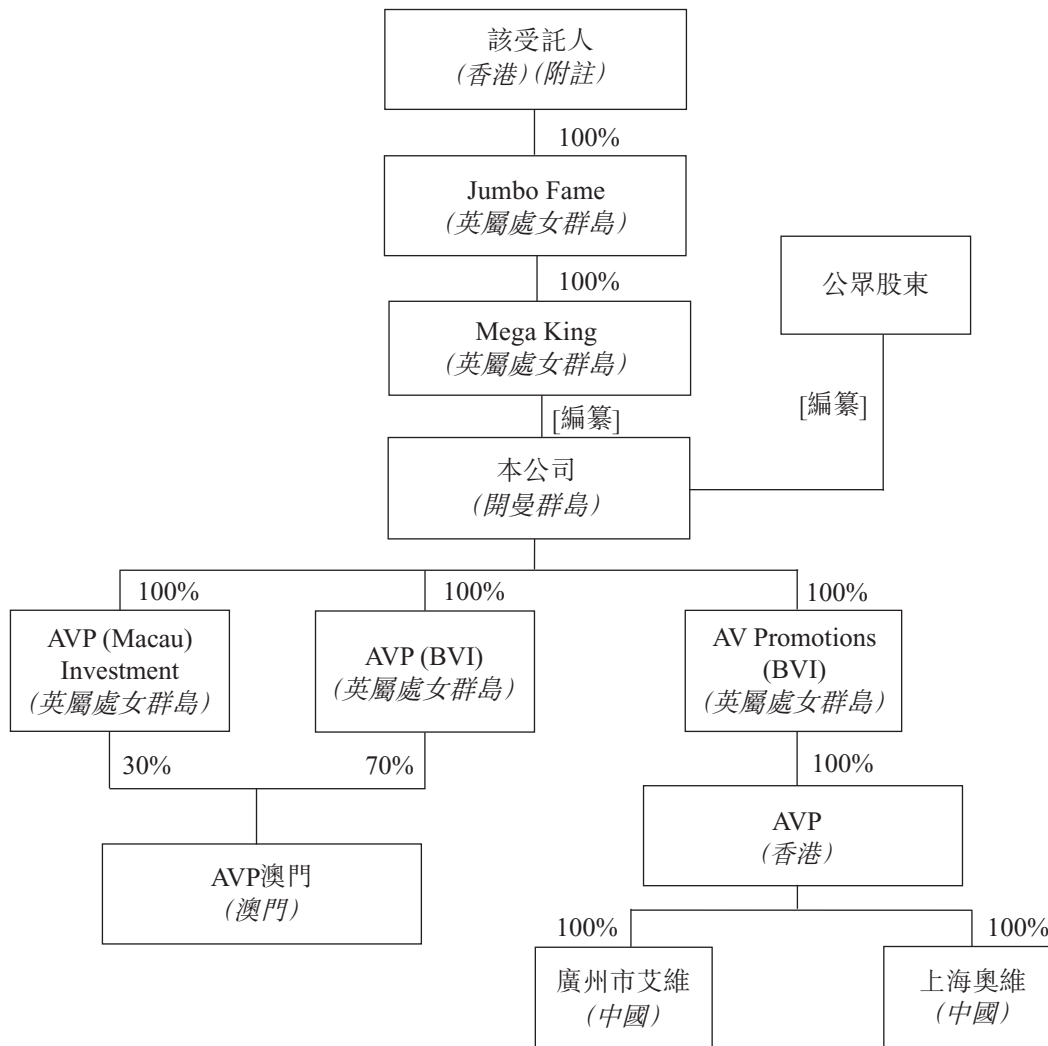 該受託人
(香港)(附註)
100%
Jumbo Fame
(英屬處女群島)
100%
公眾股東
Mega King
(英屬處女群島)
[編纂]
[編纂]
本公司
(開曼群島)
100%
100%
100%
AVP (Macau)
Investment
(英屬處女群島)
AVP (BVI)
(英屬處女群島)
AV Promotions
(BVI)
(英屬處女群島)
30%
70%
100%
AVP
(香港)
AVP澳門
(澳門)
100%
100%
廣州市艾維
(中國)
上海奧維
(中國)